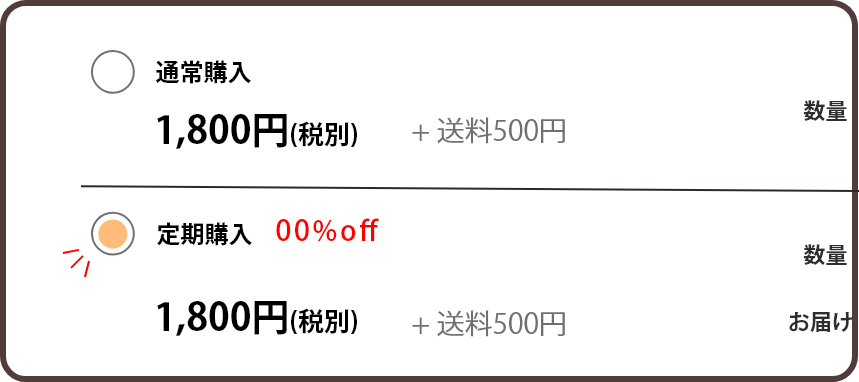 通常購入
1,800円(税別) + 送料500円
数量
定期購入 00%off
数量
1,800円(税別) + 送料500円
お届け